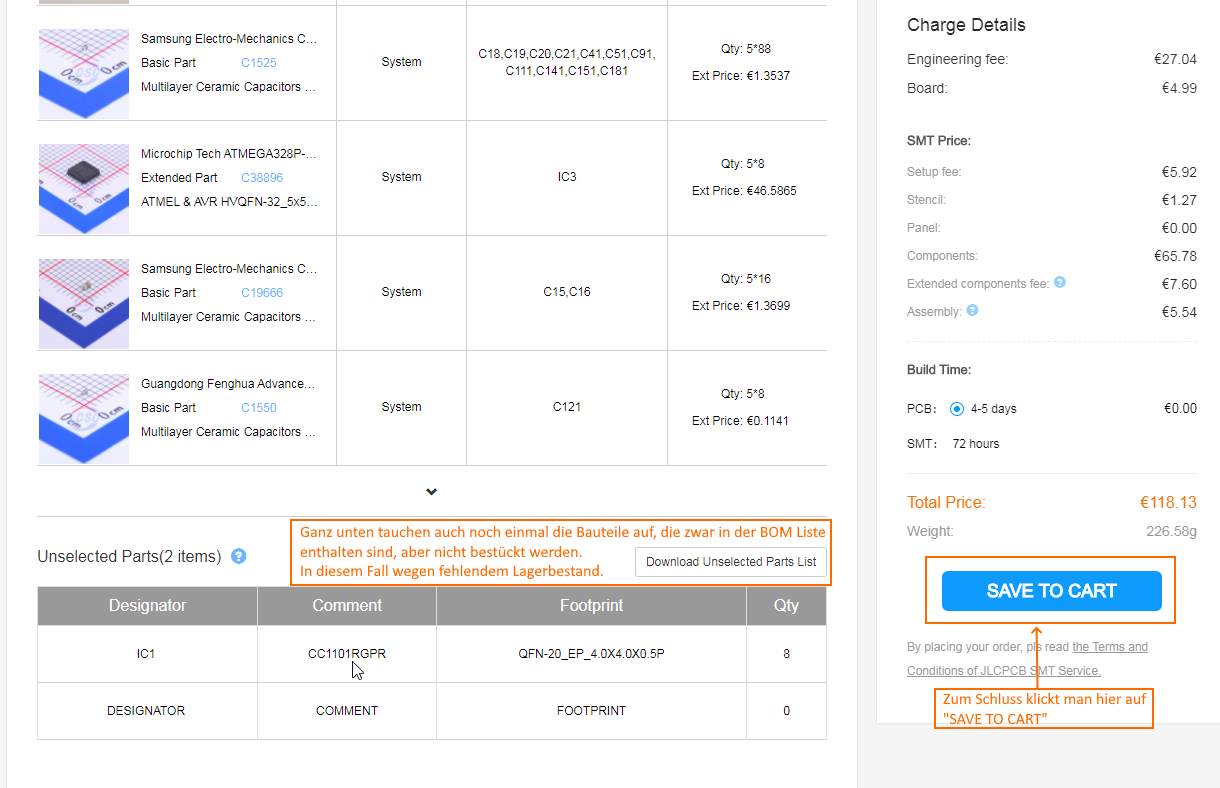 Samsung Electro-Mechanics C...
Basic Part C1525
Multilayer Ceramic Capacitors ...
System
C18,C19,C20,C21,C41,C51,C91,
C111,C141,C151,C181
Qty: 5*88
Ext Price: €1.3537
Microchip Tech ATMEGA328P-...
Extended Part C38896
ATMEL & AVR HVQFN-32_5x5...
System
IC3
Qty: 5*8
Ext Price: €46.5865
Samsung Electro-Mechanics C...
Basic Part C19666
Multilayer Ceramic Capacitors ...
System
C15,C16
Qty: 5*16
Ext Price: €1.3699
Guangdong Fenghua Advance...
Basic Part C1550
Multilayer Ceramic Capacitors ...
System
C121
Qty: 5*8
Ext Price: €0.1141
Unselected Parts(2 items) ?
Ganz unten tauchen auch noch einmal die Bauteile auf, die zwar in der BOM Liste
enthalten sind, aber nicht bestückt werden.
In diesem Fall wegen fehlendem Lagerbestand.
Download Unselected Parts List
Designator Comment Footprint Qty
IC1 CC1101RGPR QFN-20_EP_4.0X4.0X0.5P 8
DESIGNATOR COMMENT FOOTPRINT 0
Charge Details
Engineering fee: €27.04
Board: €4.99
SMT Price:
Setup fee: €5.92
Stencil: €1.27
Panel: €0.00
Components: €65.78
Extended components fee: ? €7.60
Assembly: ? €5.54
Build Time:
PCB: 4-5 days €0.00
SMT: 72 hours
Total Price: €118.13
Weight: 226.58g
SAVE TO CART
By placing your order, pls read the Terms and
Conditions of JLCPCB SMT Service.
Zum Schluss klickt man hier auf
"SAVE TO CART"